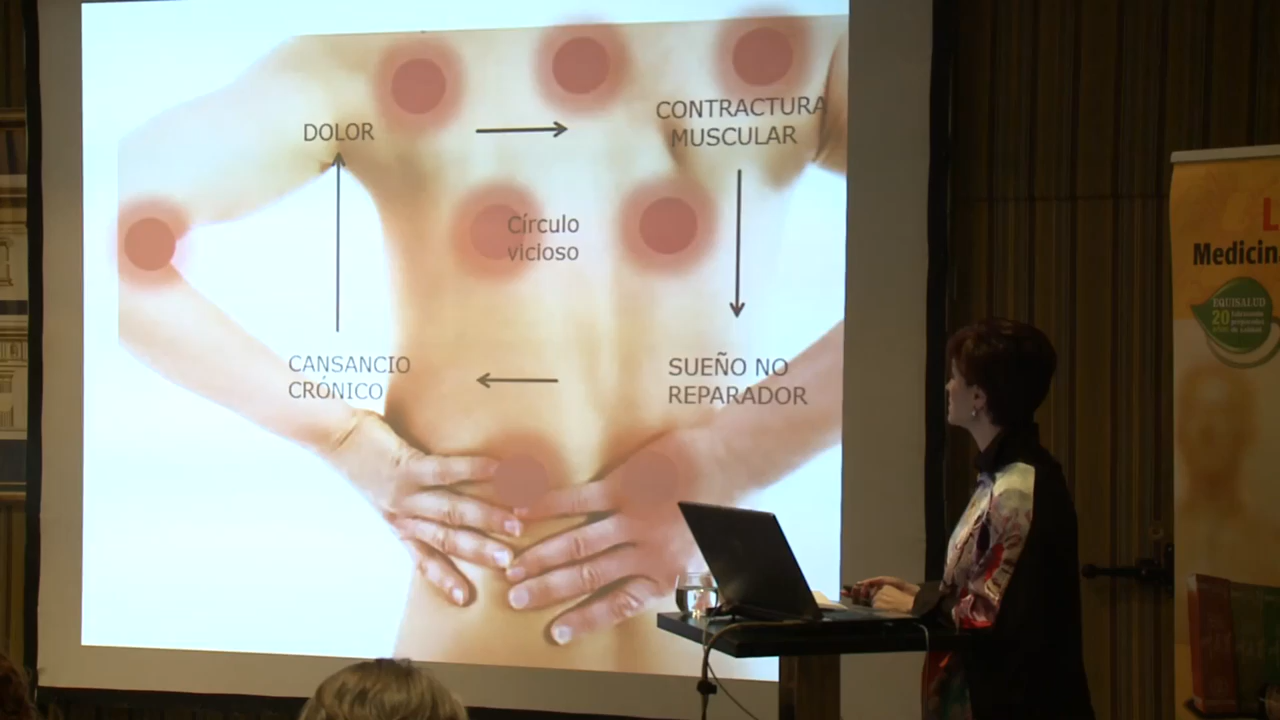 DOLOR
CONTRACTURA
MUSCULAR
Círculo
vicioso
CANSANCIO
CRÓNICO
SUEÑO NO
REPARADOR
L
Medicin
EQUISALUD
20